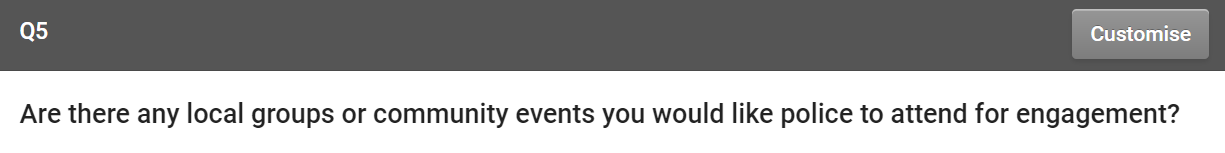 Q5
Customise
Are there any local groups or community events you would like police to attend for engagement?